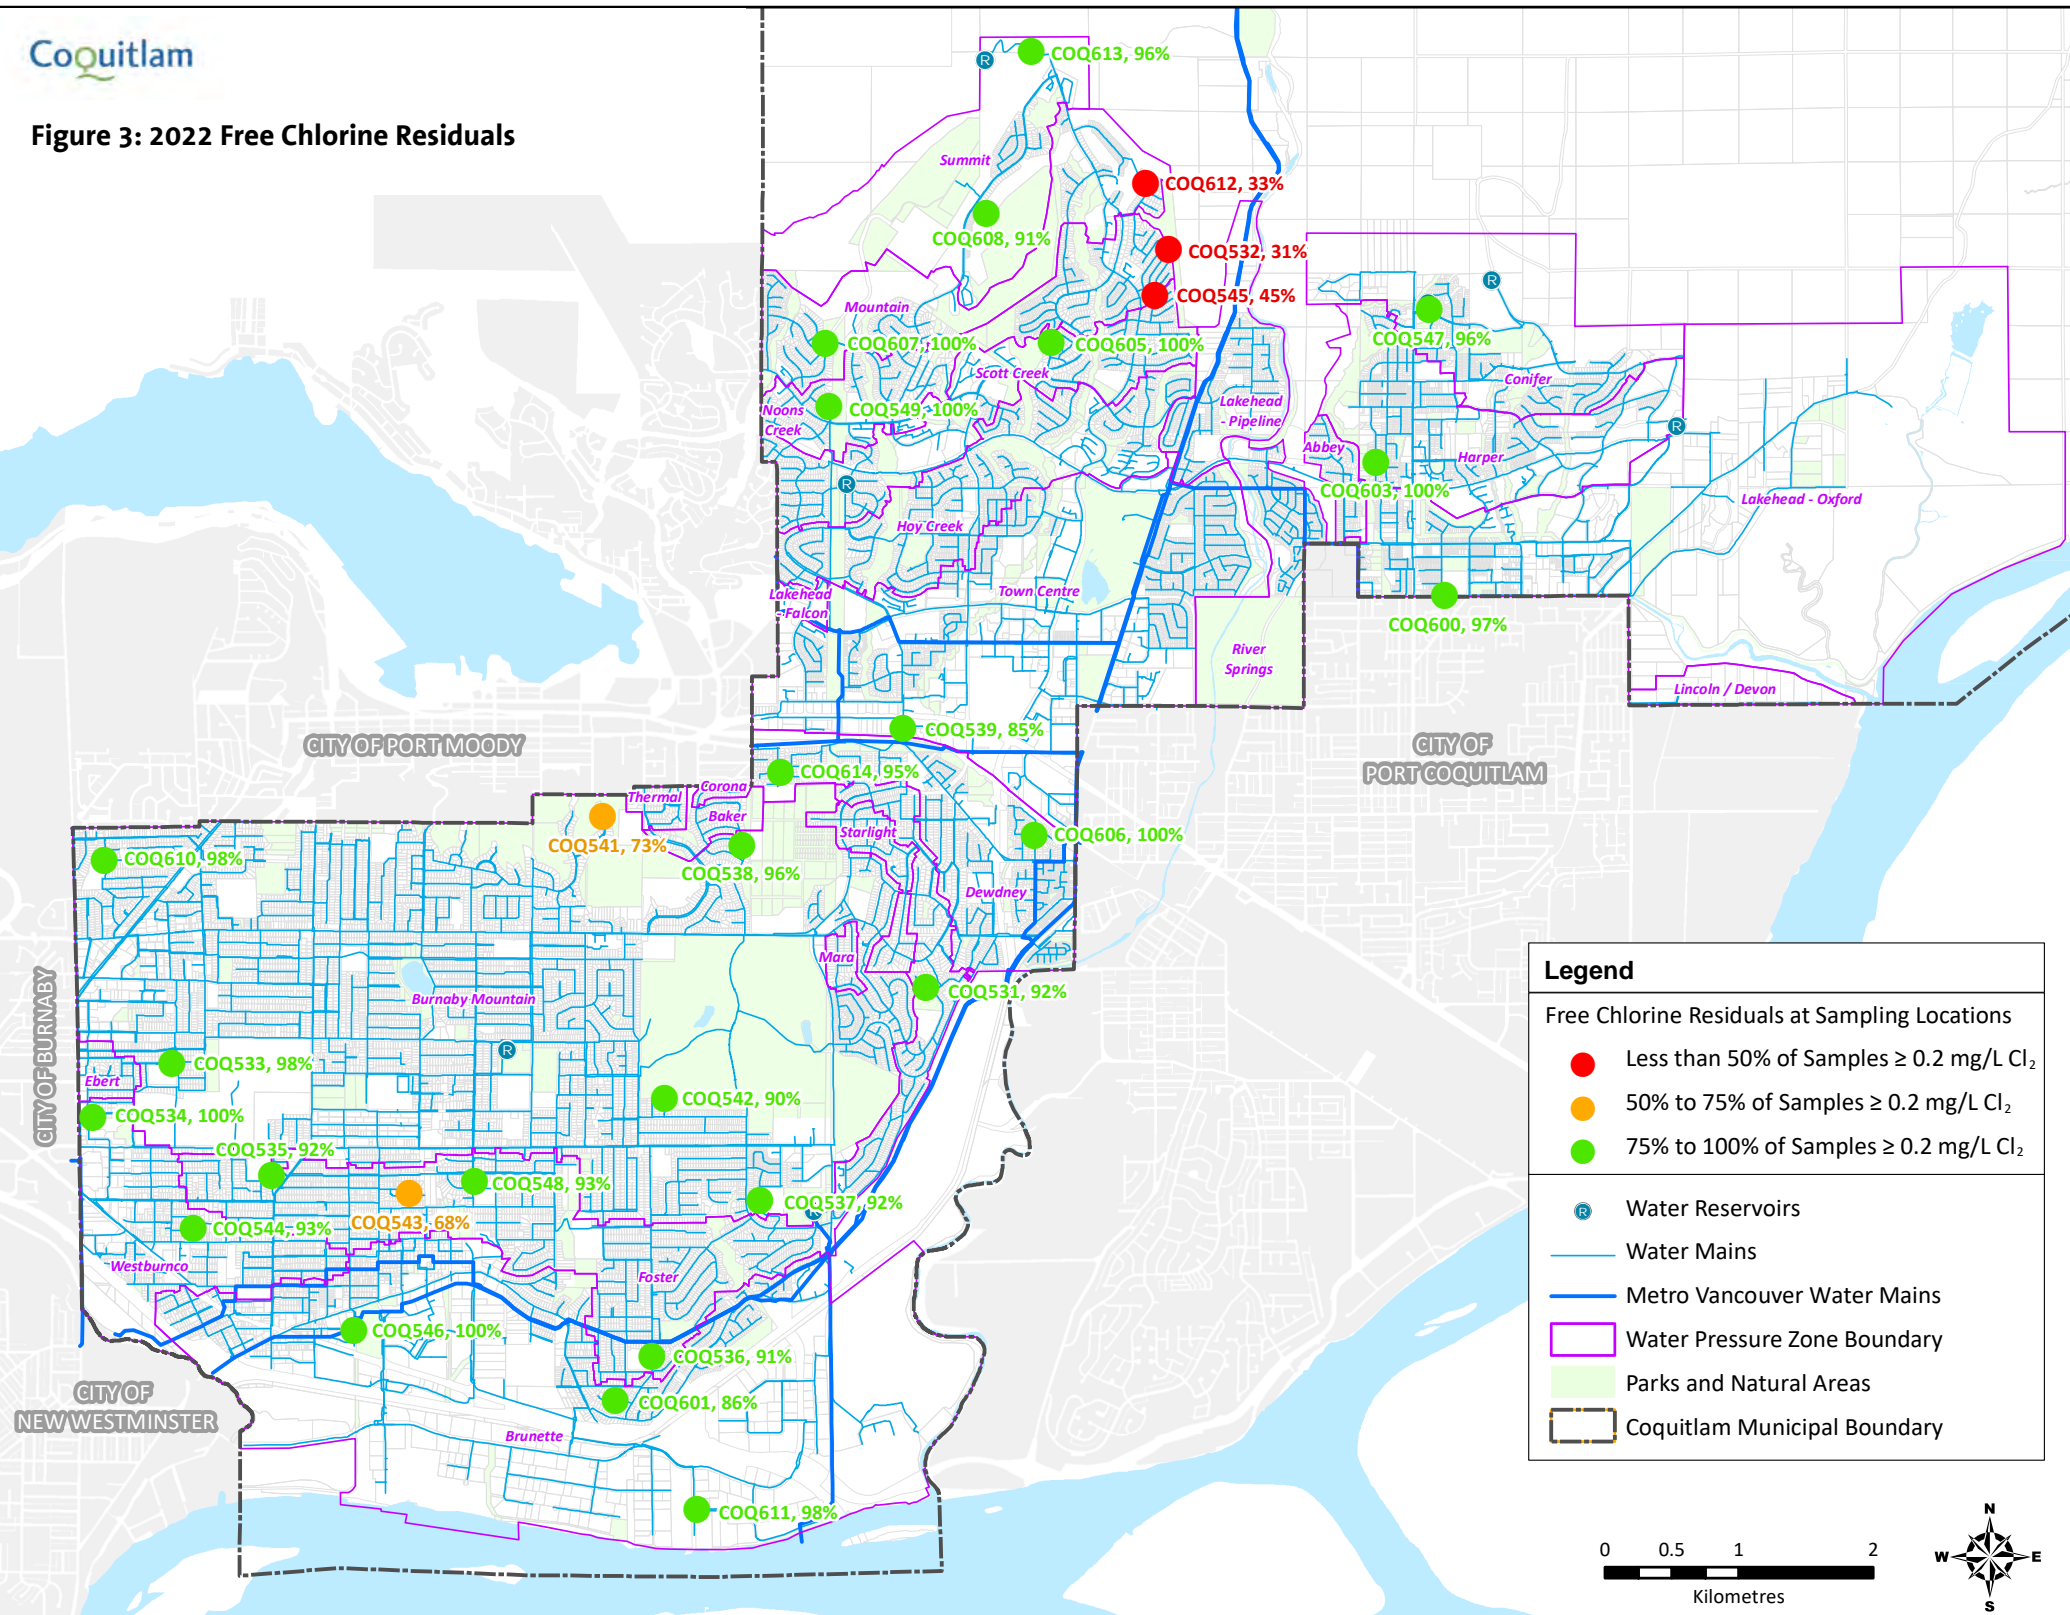 Coquitlam
Figure 3: 2022 Free Chlorine Residuals
R
COQ613, 96%
Summit
COQ612, 33%
COQ608, 91%
COQ532, 31%
R
COQ545, 45%
Mountain
COQ607, 100%
COQ605, 100%
COQ547, 96%
Scott Creek
Conifer
Noons
Creek
COQ549, 100%
Lakehead
- Pipeline
R
Abbey
Harper
R
COQ603, 100%
Lakehead - Oxford
Hoy Creek
Lakehead
- Falcon
Town Centre
COQ600, 97%
River
Springs
Lincoln / Devon
COQ539, 85%
CITY OF PORT MOODY
CITY OF
PORT COQUITLAM
COQ614, 95%
Corona
Thermal
Baker
Starlight
COQ606, 100%
COQ541, 73%
COQ610, 98%
COQ538, 96%
Dewdney
Mara
COQ531, 92%
Burnaby Mountain
CITY OF BURNABY
R
COQ533, 98%
Ebert
COQ542, 90%
COQ534, 100%
COQ535, 92%
COQ548, 93%
COQ537, 92%
R
COQ543, 68%
COQ544, 93%
Westburnco
Foster
COQ546, 100%
COQ536, 91%
CITY OF
NEW WESTMINSTER
COQ601, 86%
Brunette
COQ611, 98%
Legend
Free Chlorine Residuals at Sampling Locations
Less than 50% of Samples ≥ 0.2 mg/L Cl₂
50% to 75% of Samples ≥ 0.2 mg/L Cl₂
75% to 100% of Samples ≥ 0.2 mg/L Cl₂
R Water Reservoirs
Water Mains
Metro Vancouver Water Mains
Water Pressure Zone Boundary
Parks and Natural Areas
Coquitlam Municipal Boundary
0 0.5 1 2
Kilometres
N
W E
S